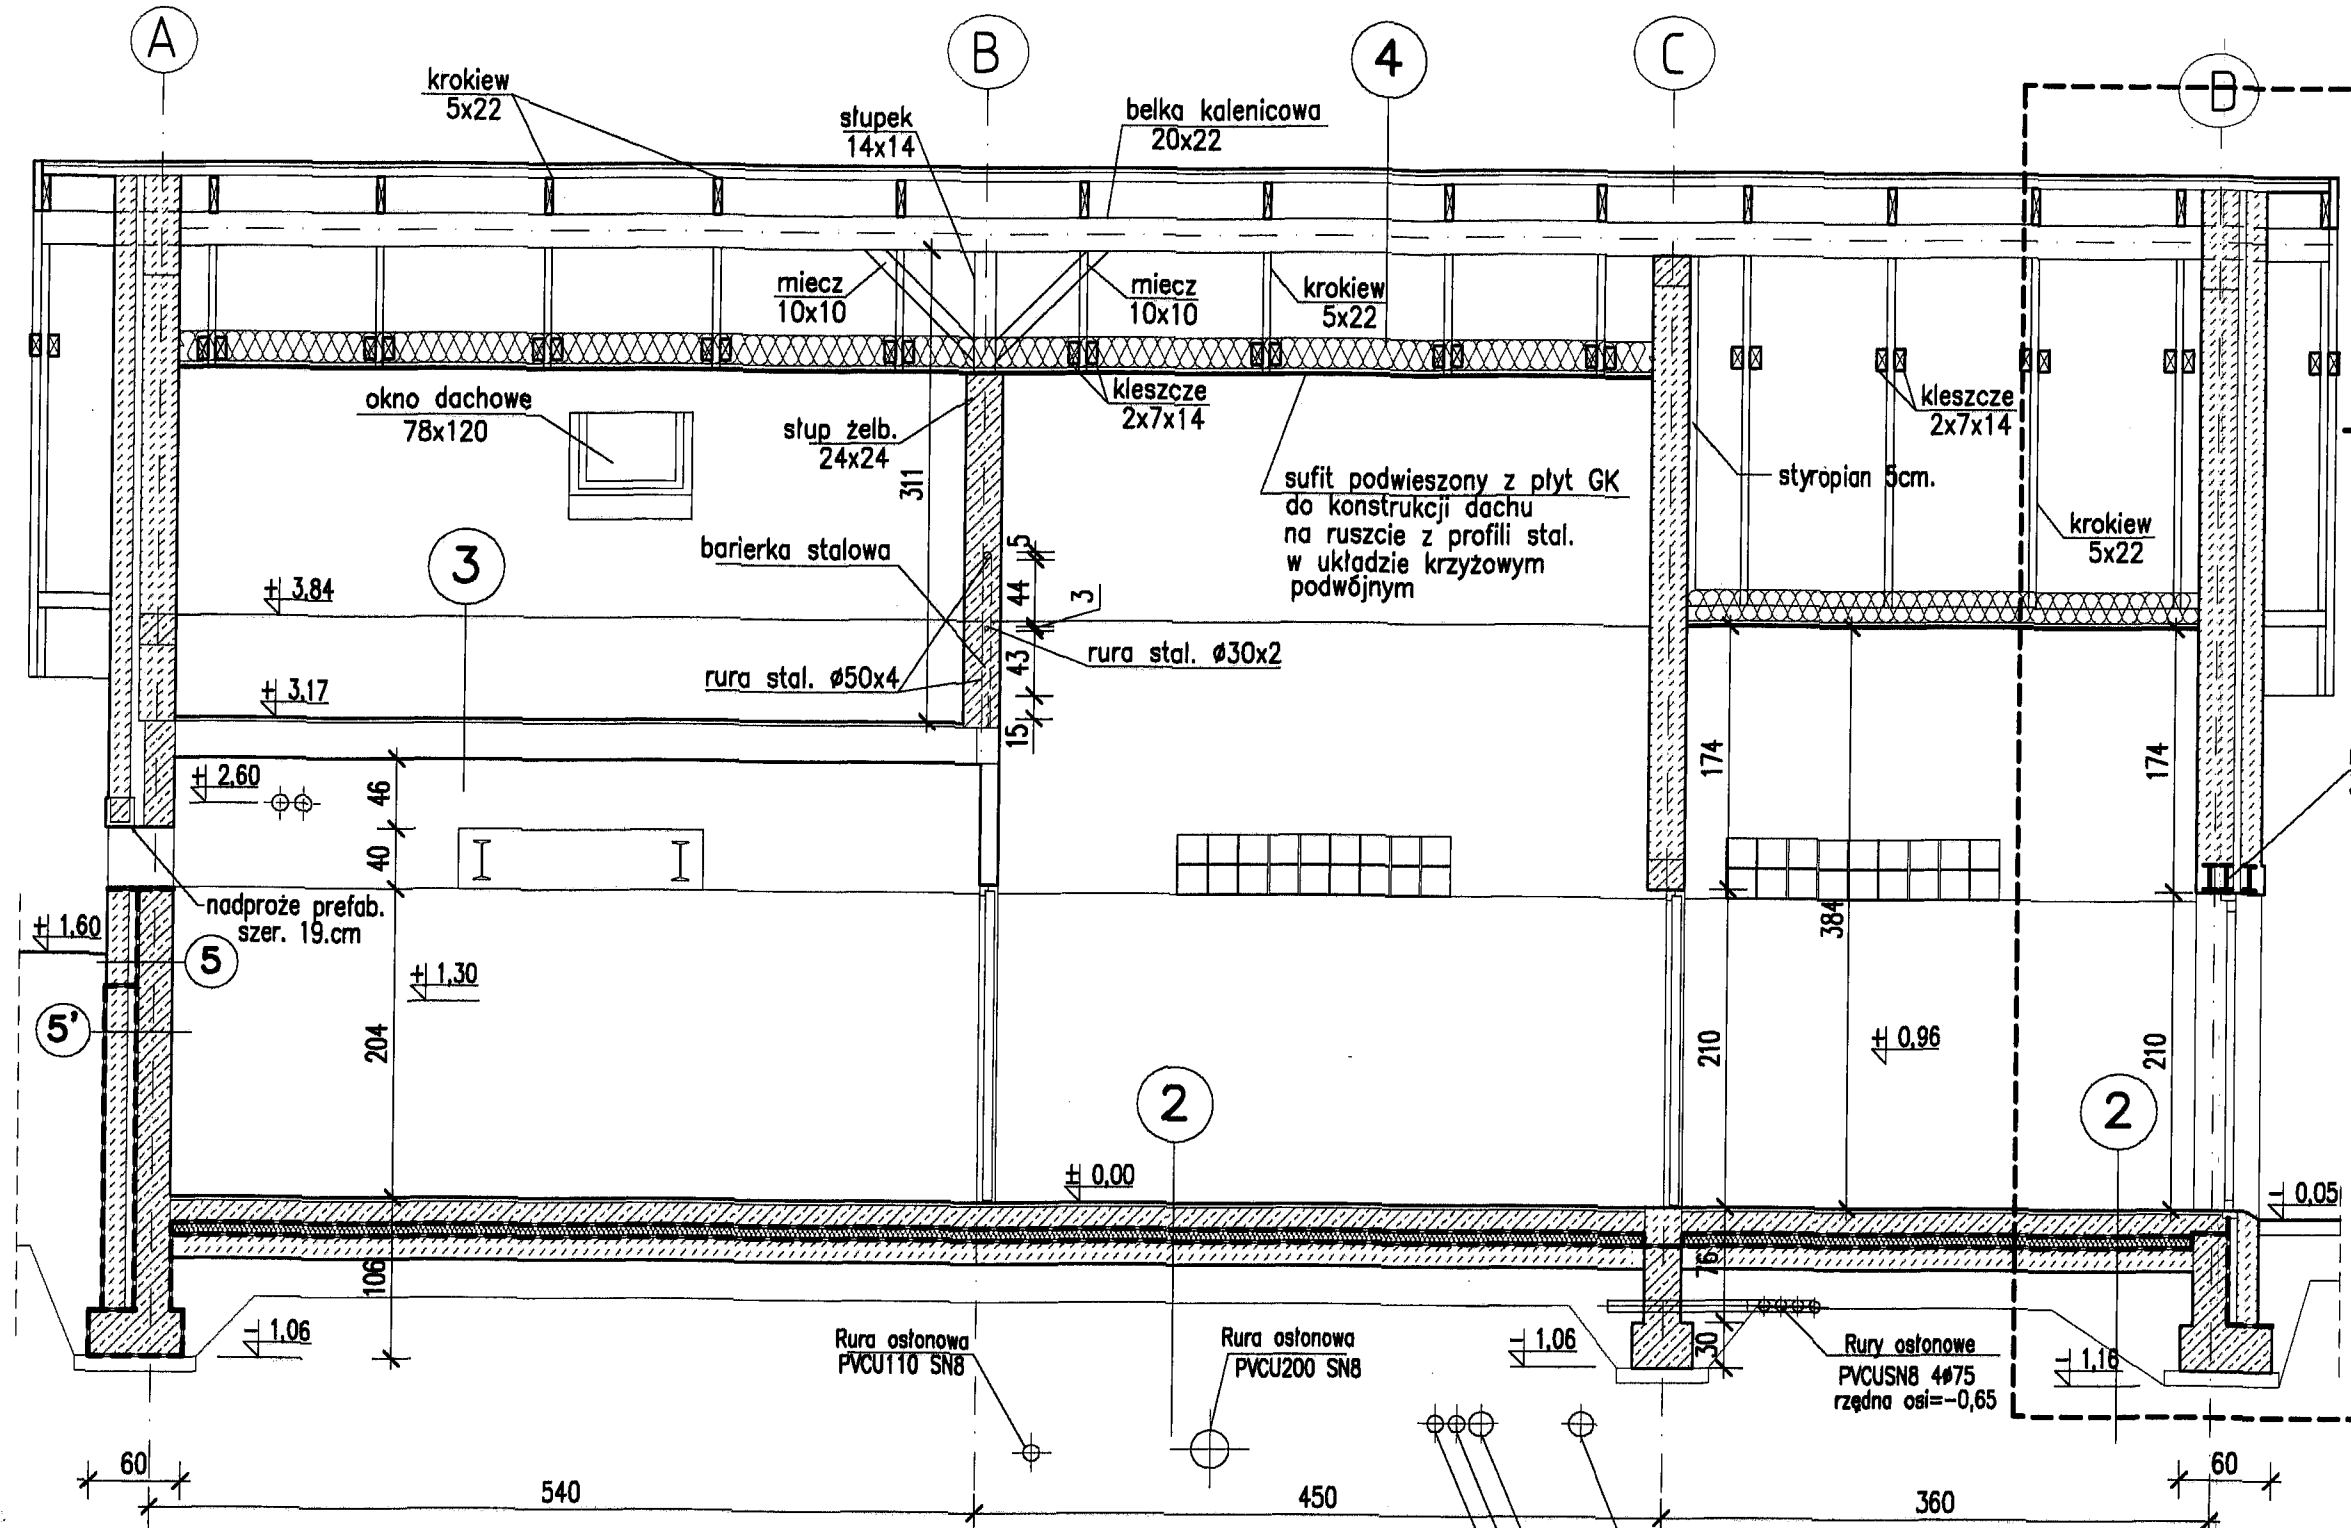 A
B
4
C
D
krokiew
5x22
słupek
14x14
belka kalenicowa
20x22
miecz
10x10
miecz
10x10
krokiew
5x22
okno dachowe
78x120
słup żelb.
24x24
311
kleszcze
2x7x14
kleszcze
2x7x14
sufit podwieszony z płyt GK
do konstrukcji dachu
na ruszcie z profili stal.
w układzie krzyżowym
podwójnym
styropian 5cm.
krokiew
5x22
3
barierka stalowa
5
44
3
43
15
± 3,84
rura stal. ø30x2
rura stal. ø50x4
± 3,17
± 2,60
46
40
174
174
384
nadproże prefab.
szer. 19.cm
± 1,60
5
± 1,30
5'
204
210
± 0,96
210
2
2
± 0,00
- 0,05
106
76
30
- 1,06
Rura osłonowa
PVCU110 SN8
Rura osłonowa
PVCU200 SN8
- 1,06
Rury osłonowe
PVCUSN8 4ø75
rzędna osi=-0,65
- 1,16
60
540
450
360
60